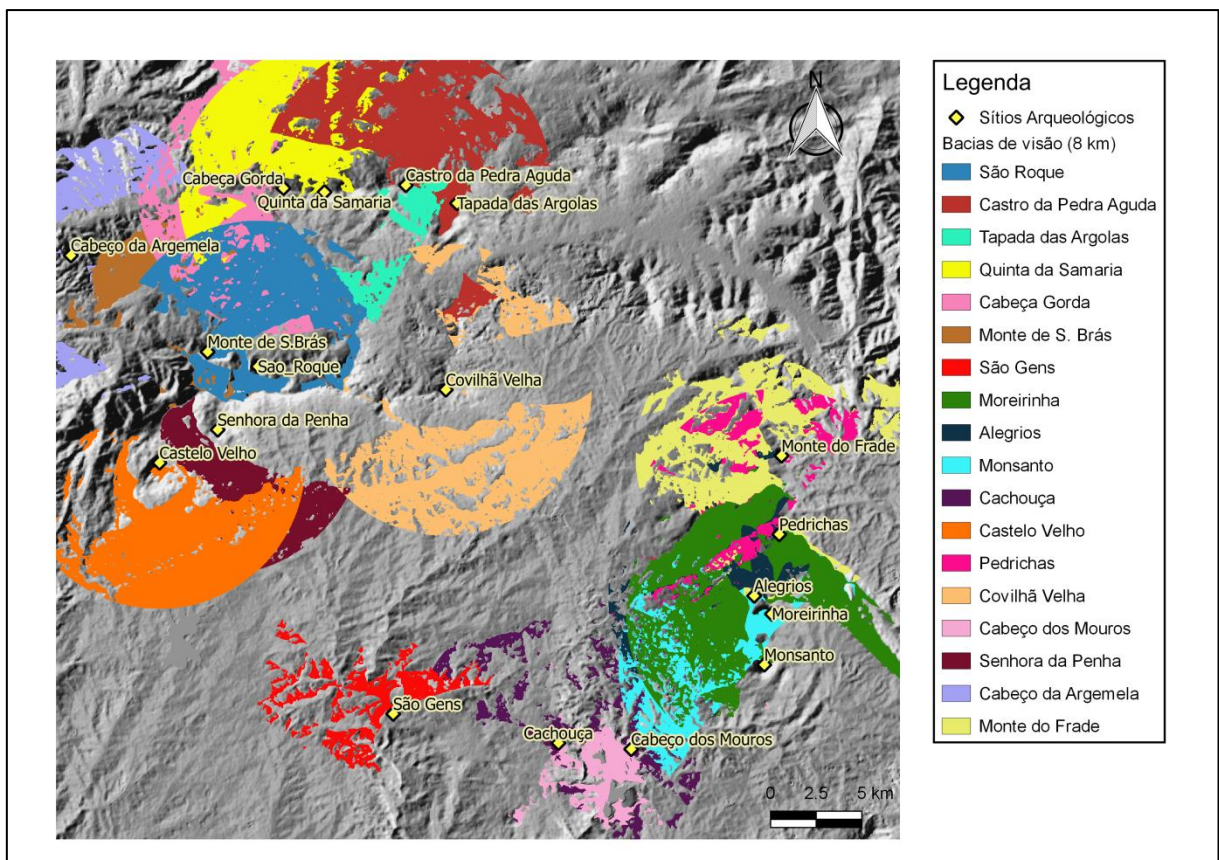 N
Cabeça Gorda
Castro da Pedra Aguda
Quinta da Samaria
Tapada das Argolas
Cabeço da Argemela
Monte de S.Brás
Sao_Roque
Covilhã Velha
Senhora da Penha
Castelo Velho
Monte do Frade
Pedrichas
Alegrios
Moreirinha
Monsanto
São Gens
Cachouça
Cabeço dos Mouros
0 2.5 5 km
Legenda
Sítios Arqueológicos
Bacias de visão (8 km)
São Roque
Castro da Pedra Aguda
Tapada das Argolas
Quinta da Samaria
Cabeça Gorda
Monte de S. Brás
São Gens
Moreirinha
Alegrios
Monsanto
Cachouça
Castelo Velho
Pedrichas
Covilhã Velha
Cabeço dos Mouros
Senhora da Penha
Cabeço da Argemela
Monte do Frade